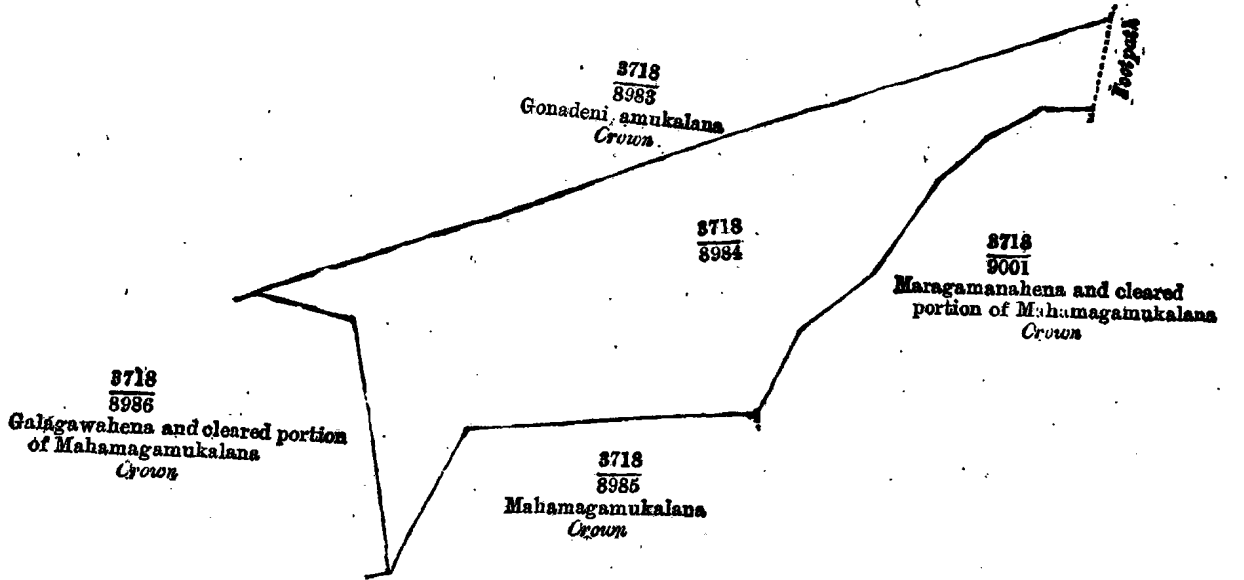 Footpath
3718
8983
Gonadeni, amukalana
Crown.
3718
8984
3718
9001
Maragamanahena and cleared
portion of Mahamagamukalana
Crown
3718
8986
Galagawahena and cleared portion
of Mahamagamukalana
Crown
3718
8985
Mahamagamukalana
Crown